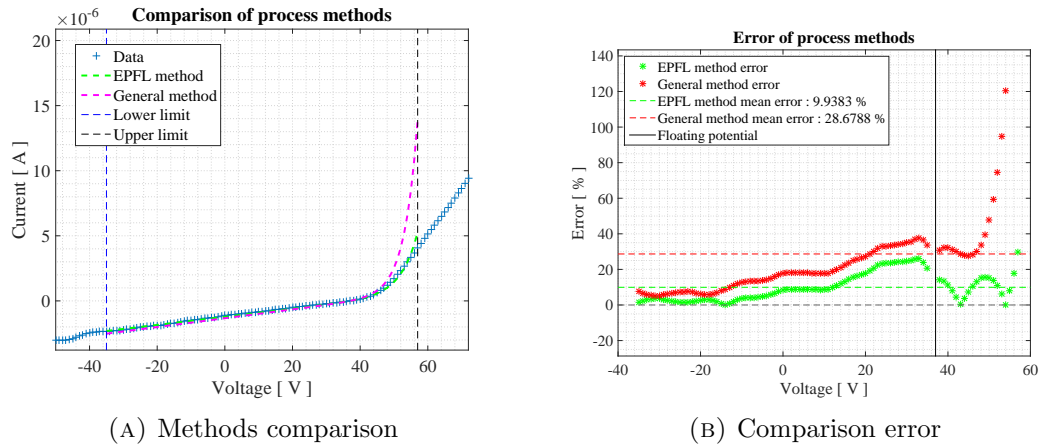 Comparison of process methods
×10⁻⁶
20
15
10
5
0
Current [ A ]
Data
EPFL method
General method
Lower limit
Upper limit
-40 -20 0 20 40 60
Voltage [ V ]
(A) Methods comparison
Error of process methods
140
120
100
80
60
40
20
0
-20
Error [ % ]
EPFL method error
General method error
EPFL method mean error : 9.9383 %
General method mean error : 28.6788 %
Floating potential
-40 -20 0 20 40 60
Voltage [ V ]
(B) Comparison error